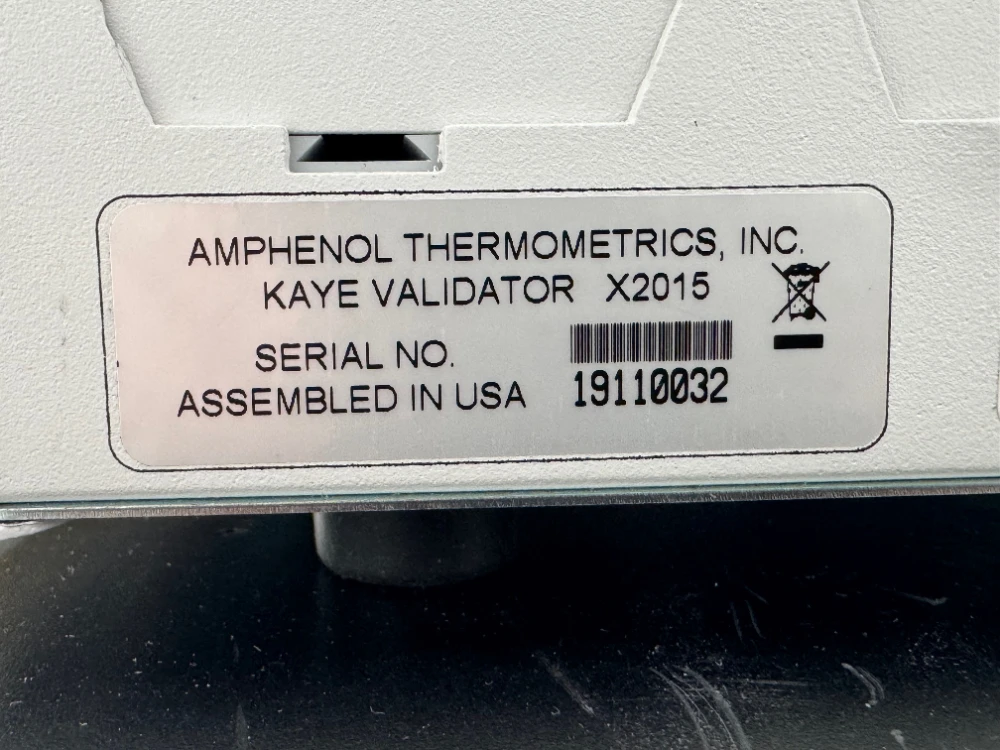 AMPHENOL THERMOMETRICS, INC.
KAYE VALIDATOR X2015
SERIAL NO.
19110032
ASSEMBLED IN USA